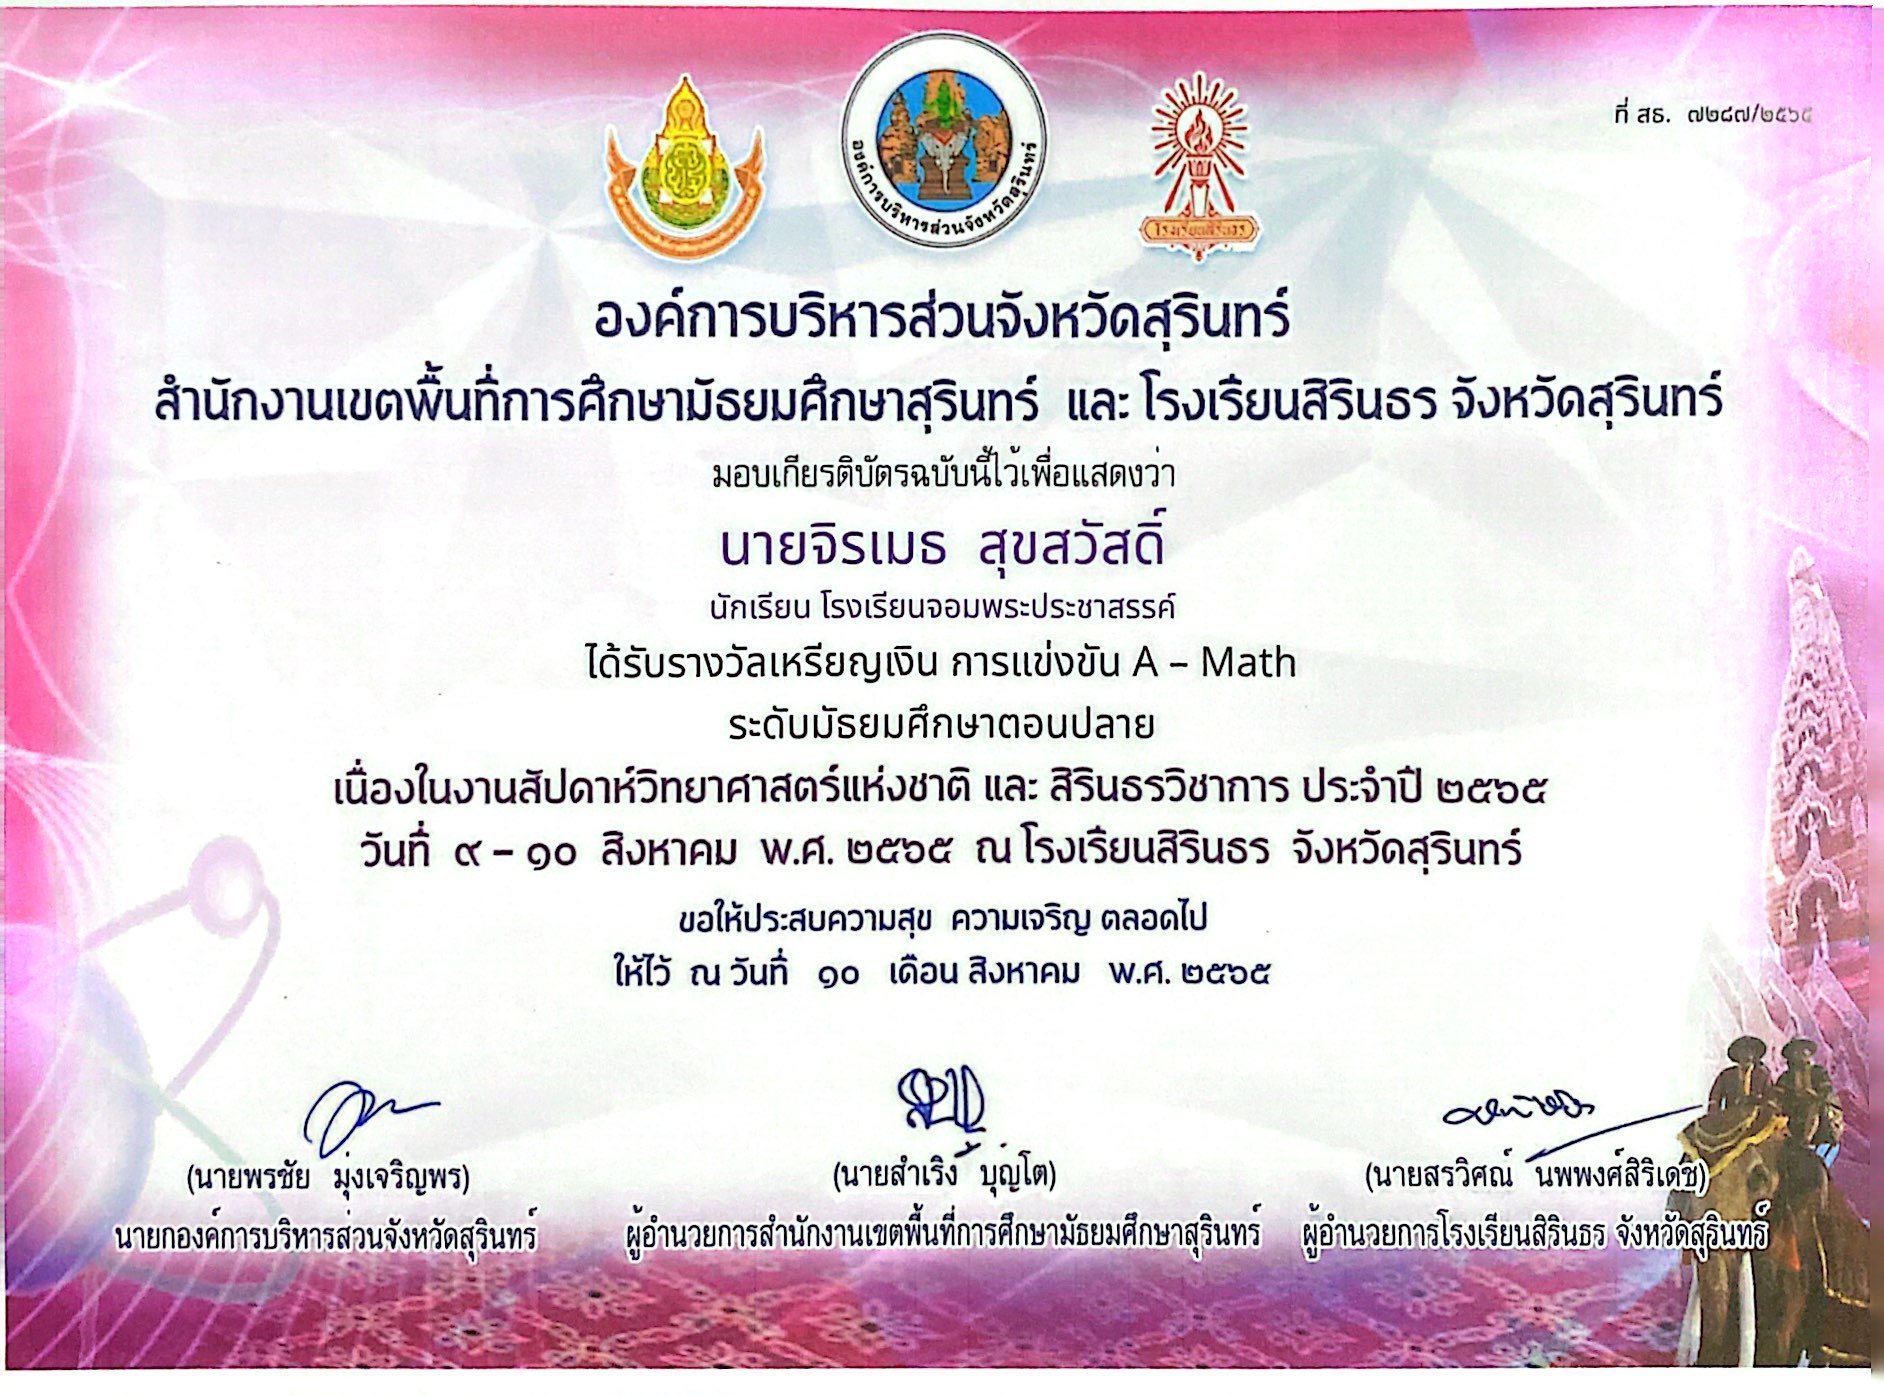 ที่ สธ. ๗๒๘๗/๒๕๖๕
องค์การบริหารส่วนจังหวัดสุรินทร์
โรงเรียนสิรินธร
องค์การบริหารส่วนจังหวัดสุรินทร์
สำนักงานเขตพื้นที่การศึกษามัธยมศึกษาสุรินทร์ และ โรงเรียนสิรินธร จังหวัดสุรินทร์
มอบเกียรติบัตรฉบับนี้ไว้เพื่อแสดงว่า
นายจิรเมธ สุขสวัสดิ์
นักเรียน โรงเรียนจอมพระประชาสรรค์
ได้รับรางวัลเหรียญเงิน การแข่งขัน A – Math
ระดับมัธยมศึกษาตอนปลาย
เนื่องในงานสัปดาห์วิทยาศาสตร์แห่งชาติ และ สิรินธรวิชาการ ประจำปี ๒๕๖๕
วันที่ ๙ – ๑๐ สิงหาคม พ.ศ. ๒๕๖๕ ณ โรงเรียนสิรินธร จังหวัดสุรินทร์
ขอให้ประสบความสุข ความเจริญ ตลอดไป
ให้ไว้ ณ วันที่ ๑๐ เดือน สิงหาคม พ.ศ. ๒๕๖๕
(นายพรชัย มุ่งเจริญพร)
นายกองค์การบริหารส่วนจังหวัดสุรินทร์
(นายสำเริง บุญโต)
ผู้อำนวยการสำนักงานเขตพื้นที่การศึกษามัธยมศึกษาสุรินทร์
(นายสรวิศณ์ นพพงศ์สิริเดช)
ผู้อำนวยการโรงเรียนสิรินธร จังหวัดสุรินทร์